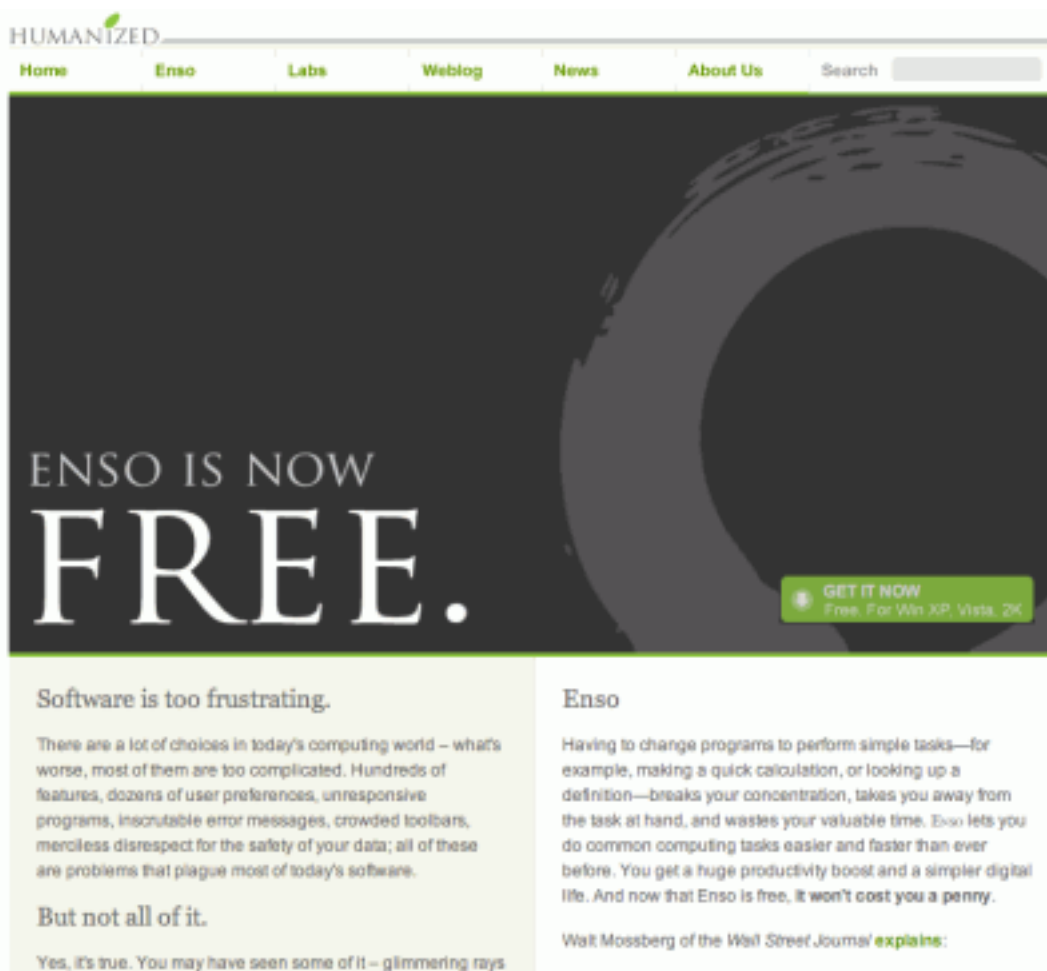 HUMANIZED
Home Enso Labs Weblog News About Us Search
ENSO IS NOW
FREE.
GET IT NOW
Free. For Win XP, Vista, 2K
Software is too frustrating.
There are a lot of choices in today's computing world – what's
worse, most of them are too complicated. Hundreds of
features, dozens of user preferences, unresponsive
programs, inscrutable error messages, crowded toolbars,
merciless disrespect for the safety of your data; all of these
are problems that plague most of today's software.
But not all of it.
Yes, it's true. You may have seen some of it – glimmering rays
Enso
Having to change programs to perform simple tasks—for
example, making a quick calculation, or looking up a
definition—breaks your concentration, takes you away from
the task at hand, and wastes your valuable time. Enso lets you
do common computing tasks easier and faster than ever
before. You get a huge productivity boost and a simpler digital
life. And now that Enso is free, it won't cost you a penny.
Walt Mossberg of the Wall Street Journal explains: